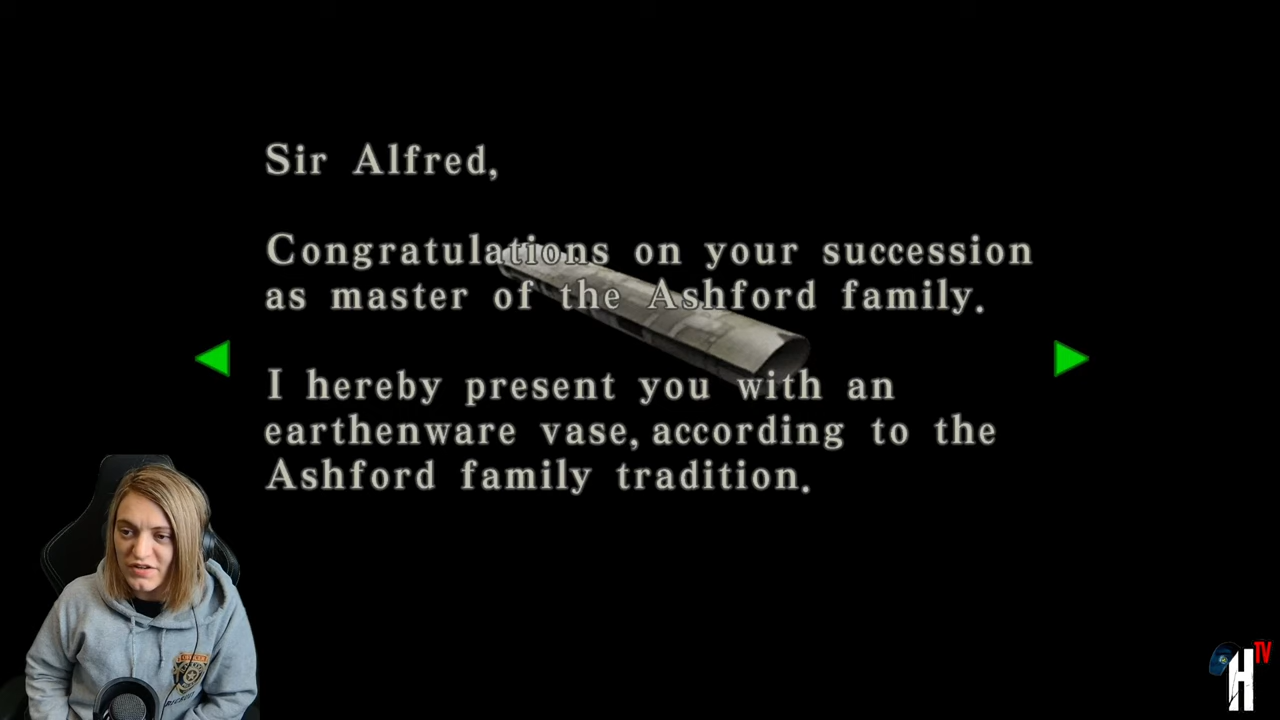 Sir Alfred,
Congratulations on your succession
as master of the Ashford family.
I hereby present you with an
earthenware vase, according to the
Ashford family tradition.
H TV